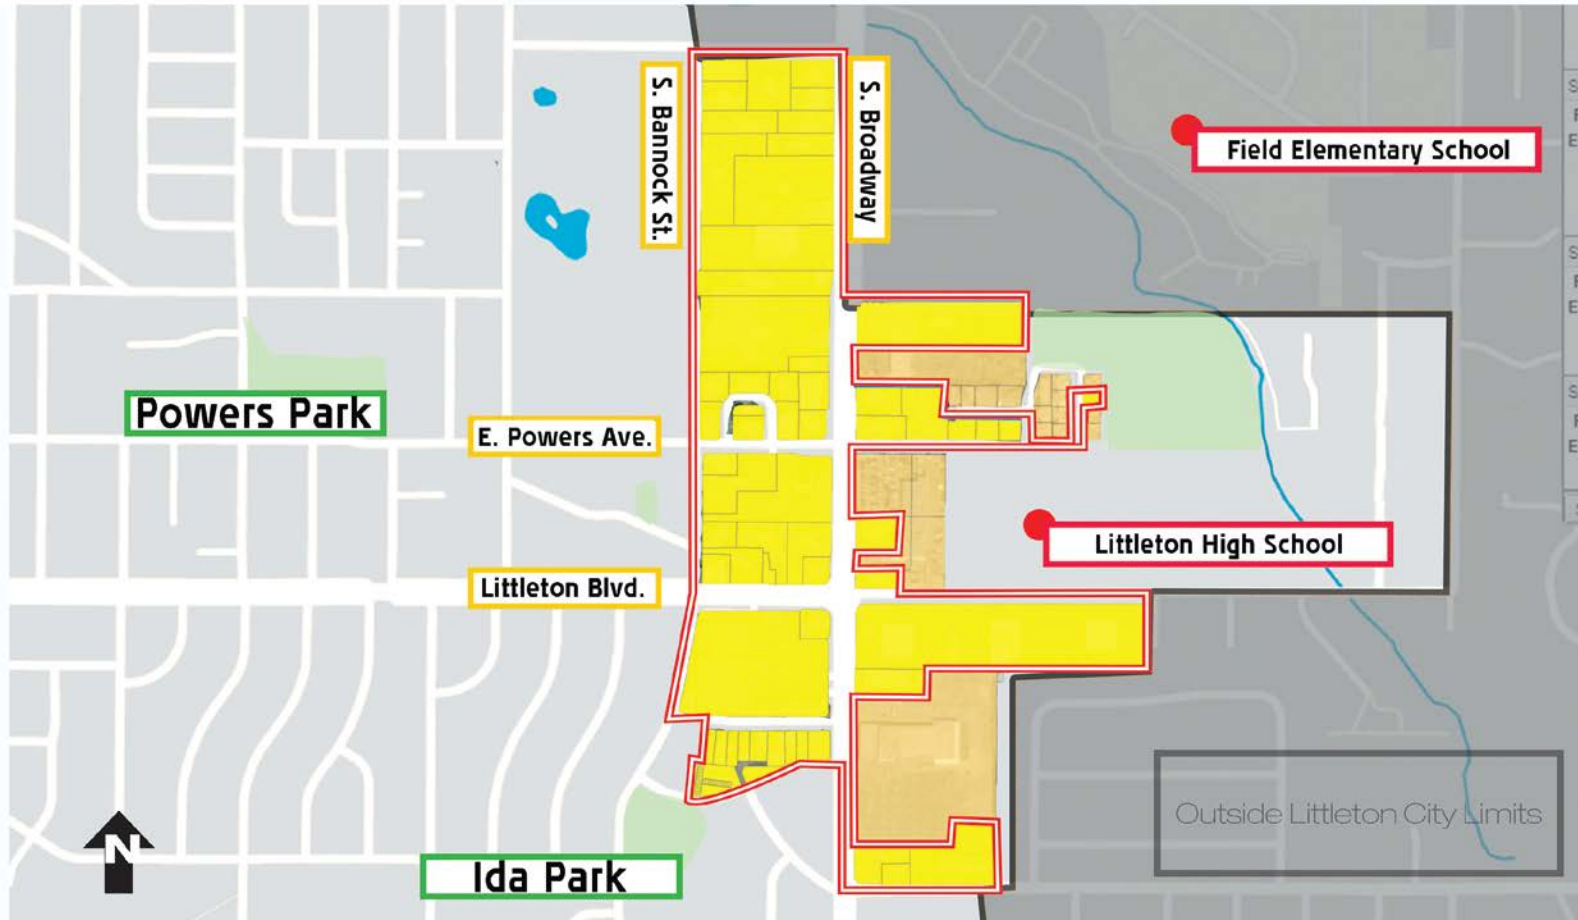 S. Bannock St.
S. Broadway
Field Elementary School
Powers Park
E. Powers Ave.
Littleton High School
Littleton Blvd.
Outside Littleton City Limits
N
Ida Park